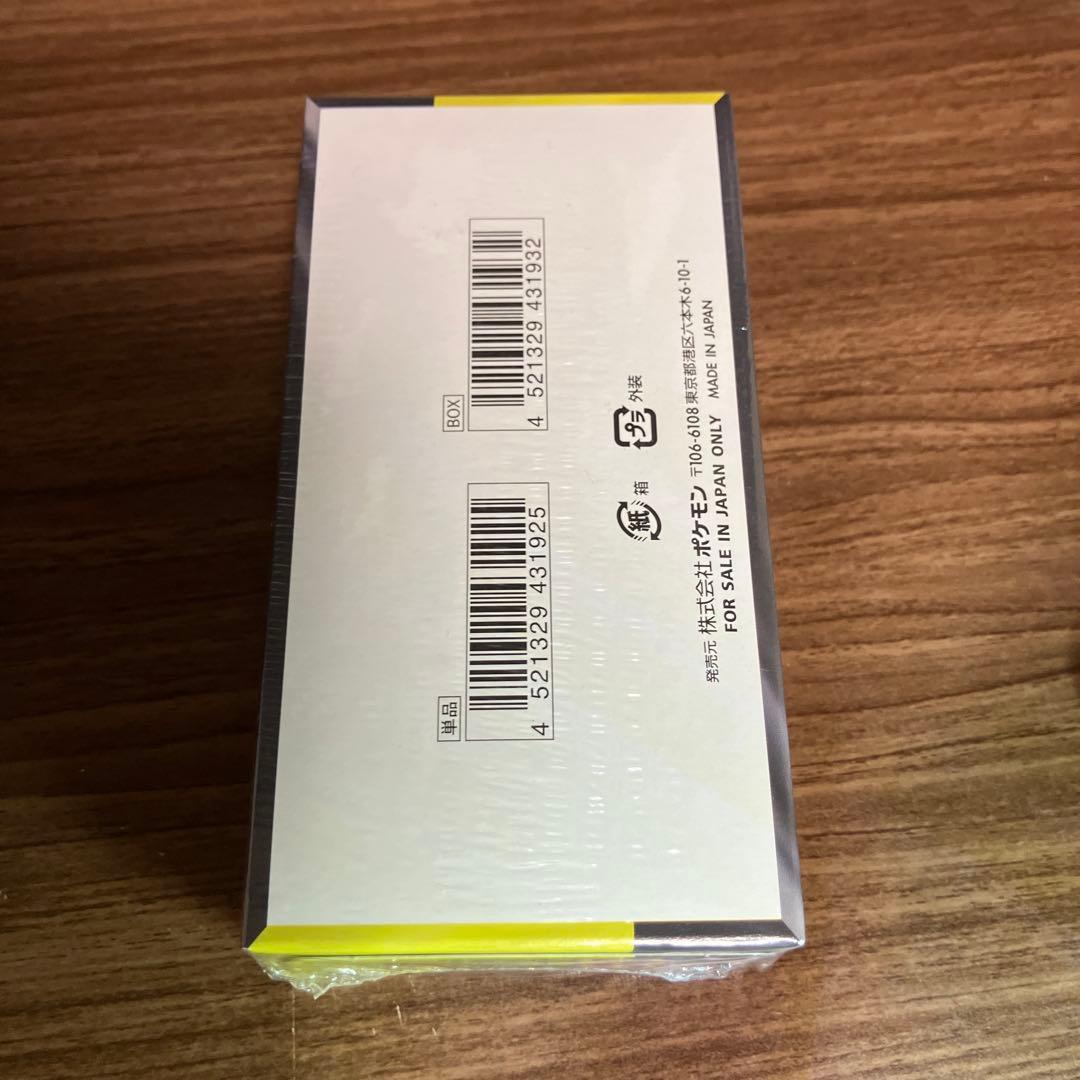 BOX
4 521329 431932
単品
4 521329 431925
プラ 外装
紙 箱
発売元 株式会社ポケモン 〒106-6108 東京都港区六本木6-10-1
FOR SALE IN JAPAN ONLY MADE IN JAPAN